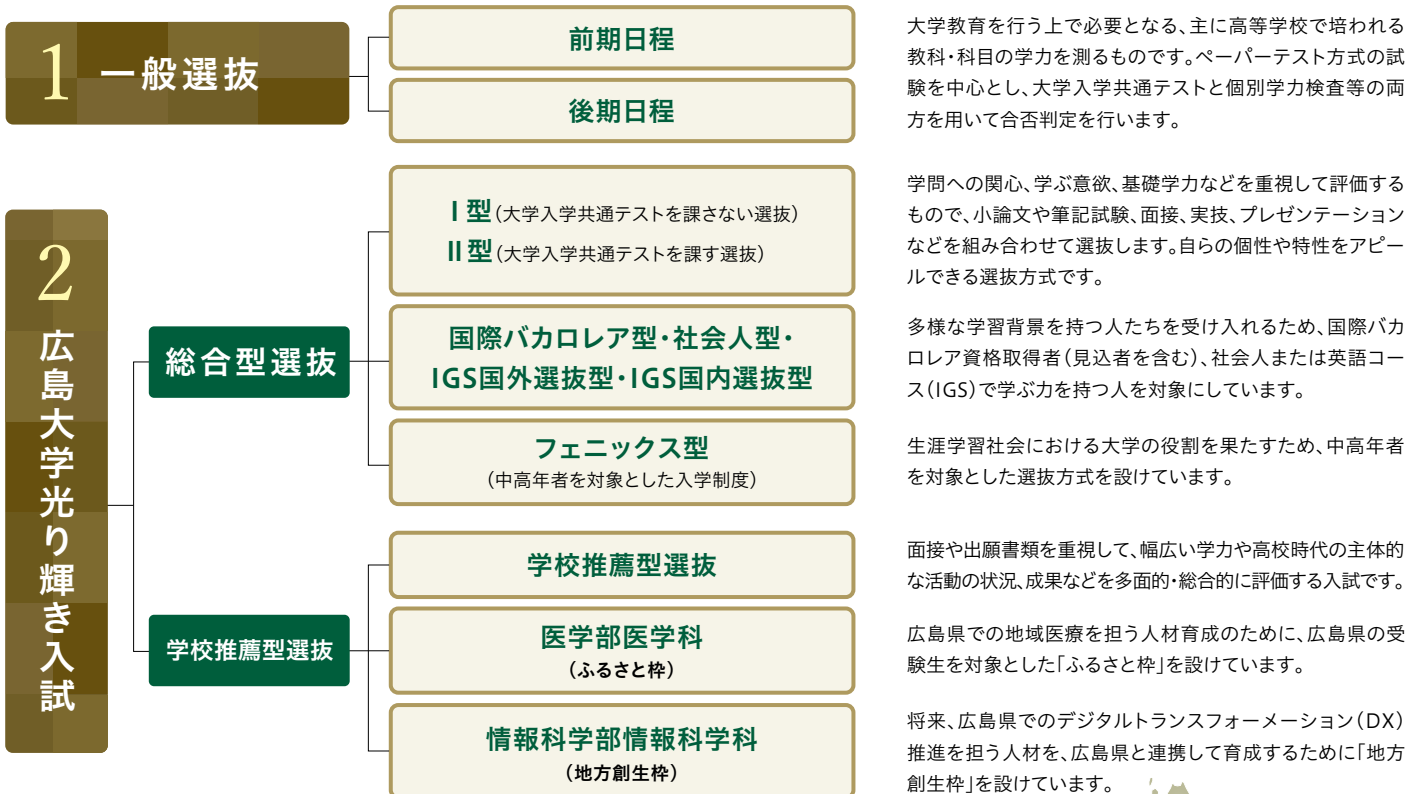 1 一般選抜
前期日程
後期日程
大学教育を行う上で必要となる、主に高等学校で培われる
教科・科目の学力を測るものです。ペーパーテスト方式の試
験を中心とし、大学入学共通テストと個別学力検査等の両
方を用いて合否判定を行います。
2 広島大学光り輝き入試
総合型選抜
Ⅰ型(大学入学共通テストを課さない選抜)
Ⅱ型(大学入学共通テストを課す選抜)
学問への関心、学ぶ意欲、基礎学力などを重視して評価する
もので、小論文や筆記試験、面接、実技、プレゼンテーション
などを組み合わせて選抜します。自らの個性や特性をアピー
ルできる選抜方式です。
国際バカロレア型・社会人型・
IGS国外選抜型・IGS国内選抜型
多様な学習背景を持つ人たちを受け入れるため、国際バカ
ロレア資格取得者(見込者を含む)、社会人または英語コー
ス(IGS)で学ぶ力を持つ人を対象にしています。
フェニックス型
(中高年者を対象とした入学制度)
生涯学習社会における大学の役割を果たすため、中高年者
を対象とした選抜方式を設けています。
学校推薦型選抜
学校推薦型選抜
面接や出願書類を重視して、幅広い学力や高校時代の主体的
な活動の状況、成果などを多面的・総合的に評価する入試です。
医学部医学科
(ふるさと枠)
広島県での地域医療を担う人材育成のために、広島県の受
験生を対象とした「ふるさと枠」を設けています。
情報科学部情報科学科
(地方創生枠)
将来、広島県でのデジタルトランスフォーメーション(DX)
推進を担う人材を、広島県と連携して育成するために「地方
創生枠」を設けています。